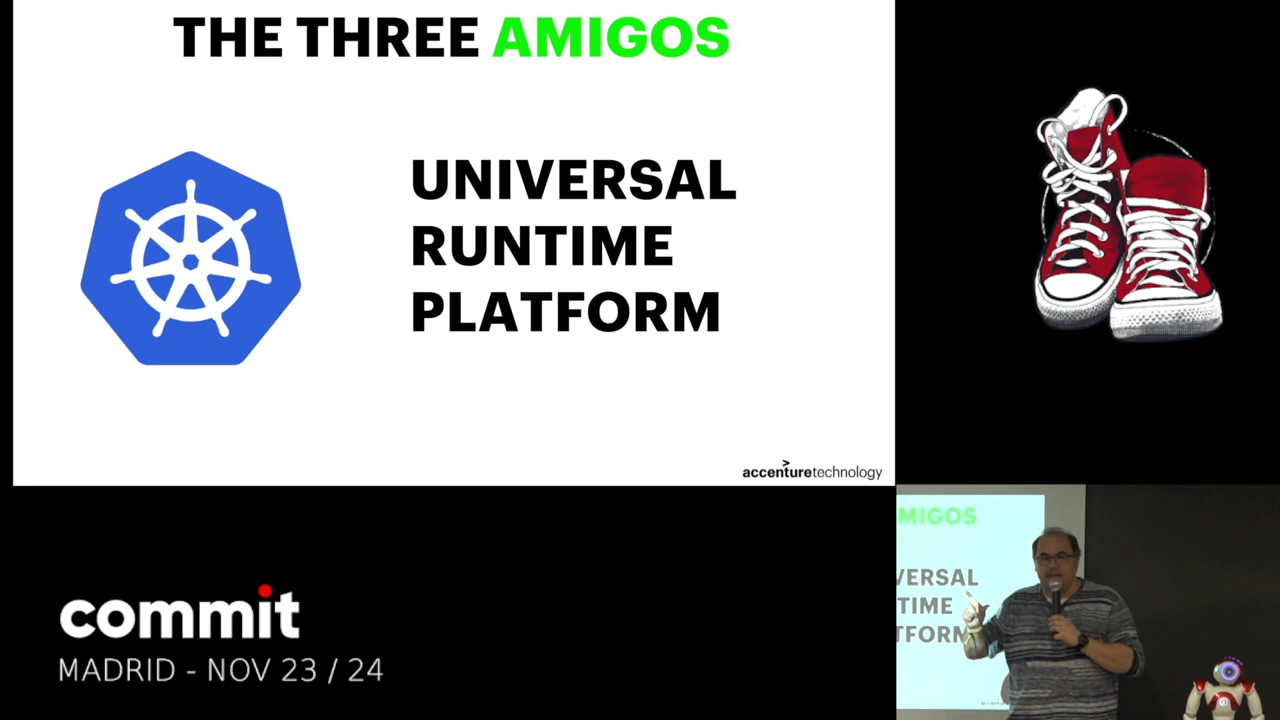 THE THREE AMIGOS
UNIVERSAL
RUNTIME
PLATFORM
accenturetechnology
commit
MADRID - NOV 23 / 24
MIGOS
VERSAL
TIME
TFORM